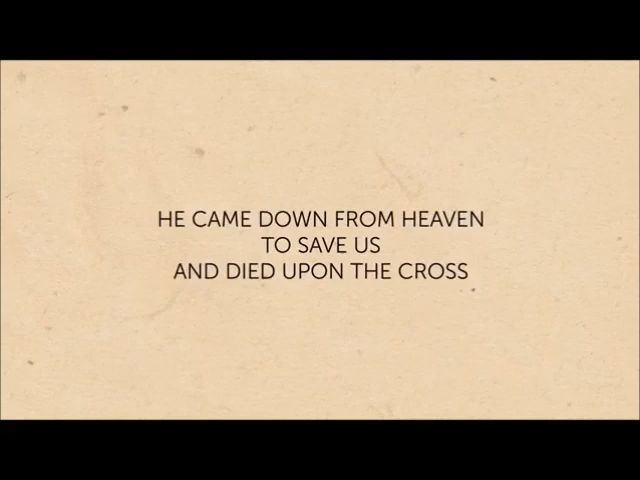 HE CAME DOWN FROM HEAVEN
TO SAVE US
AND DIED UPON THE CROSS